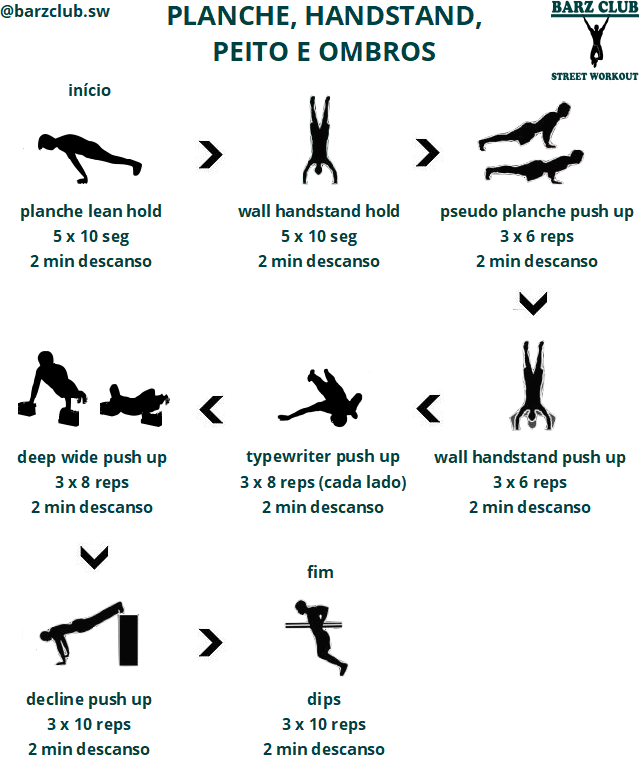 @barzclub.sw
PLANCHE, HANDSTAND,
PEITO E OMBROS
BARZ CLUB
STREET WORKOUT
início
planche lean hold
5 x 10 seg
2 min descanso
wall handstand hold
5 x 10 seg
2 min descanso
pseudo planche push up
3 x 6 reps
2 min descanso
wall handstand push up
3 x 6 reps
2 min descanso
typewriter push up
3 x 8 reps (cada lado)
2 min descanso
deep wide push up
3 x 8 reps
2 min descanso
decline push up
3 x 10 reps
2 min descanso
fim
dips
3 x 10 reps
2 min descanso